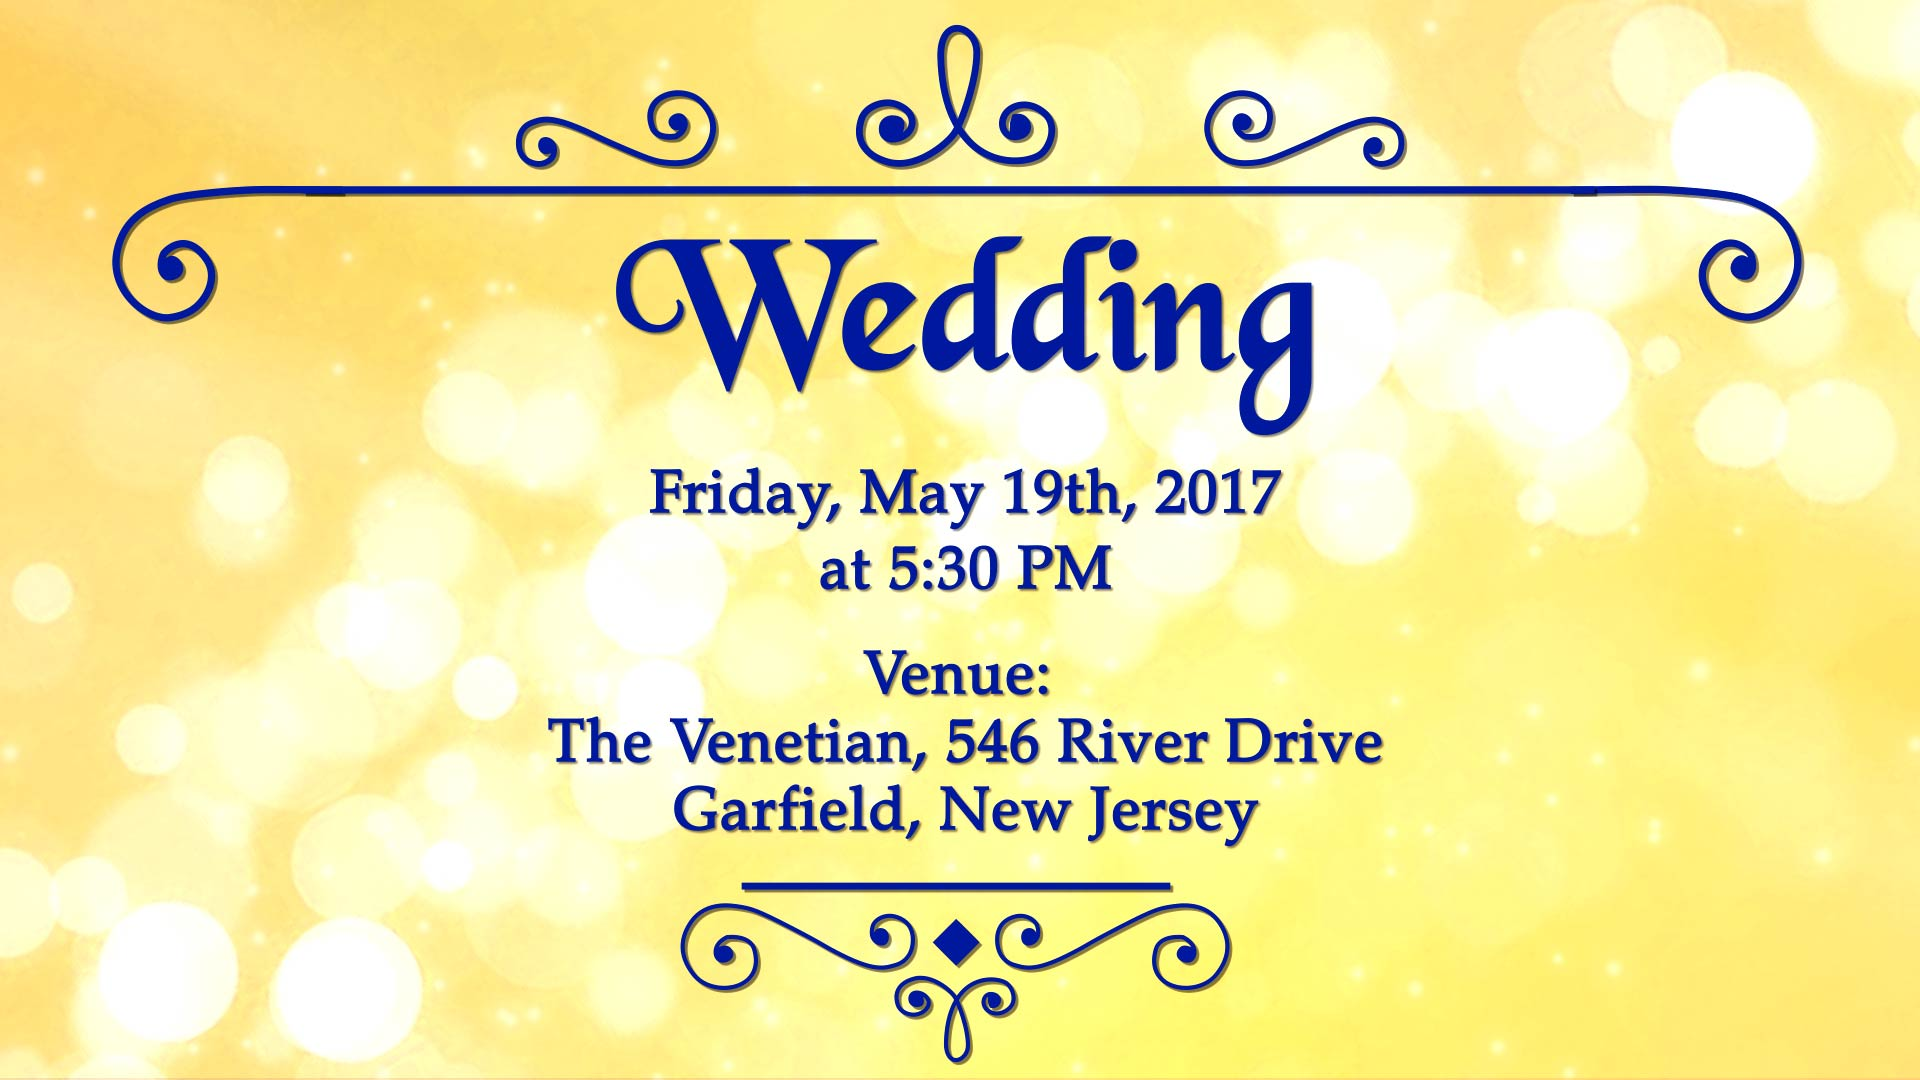 Wedding
Friday, May 19th, 2017
at 5:30 PM
Venue:
The Venetian, 546 River Drive
Garfield, New Jersey